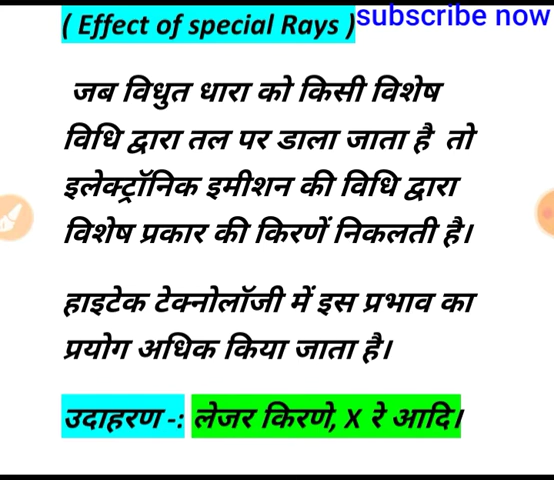 ( Effect of special Rays ) subscribe now
जब विधुत धारा को किसी विशेष
विधि द्वारा तल पर डाला जाता है तो
इलेक्ट्रॉनिक इमीशन की विधि द्वारा
विशेष प्रकार की किरणें निकलती है।
हाइटेक टेक्नोलॉजी में इस प्रभाव का
प्रयोग अधिक किया जाता है।
उदाहरण -: लेजर किरणे, X रे आदि।